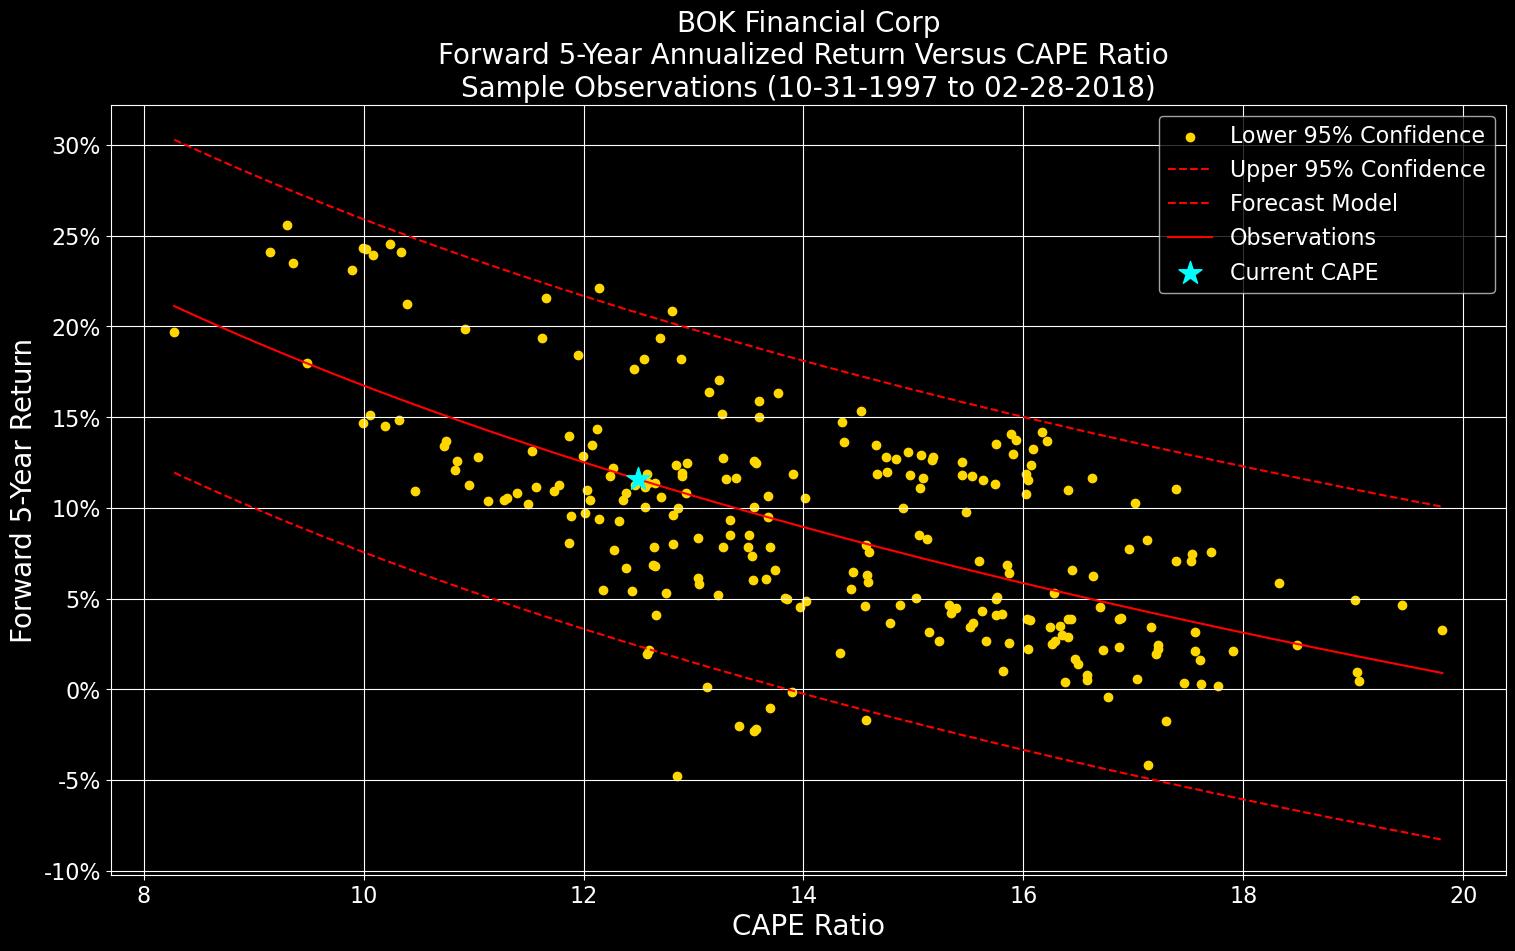 BOK Financial Corp
Forward 5-Year Annualized Return Versus CAPE Ratio
Sample Observations (10-31-1997 to 02-28-2018)
Lower 95% Confidence
Upper 95% Confidence
Forecast Model
Observations
Current CAPE
Forward 5-Year Return
30%
25%
20%
15%
10%
5%
0%
-5%
-10%
8 10 12 14 16 18 20
CAPE Ratio